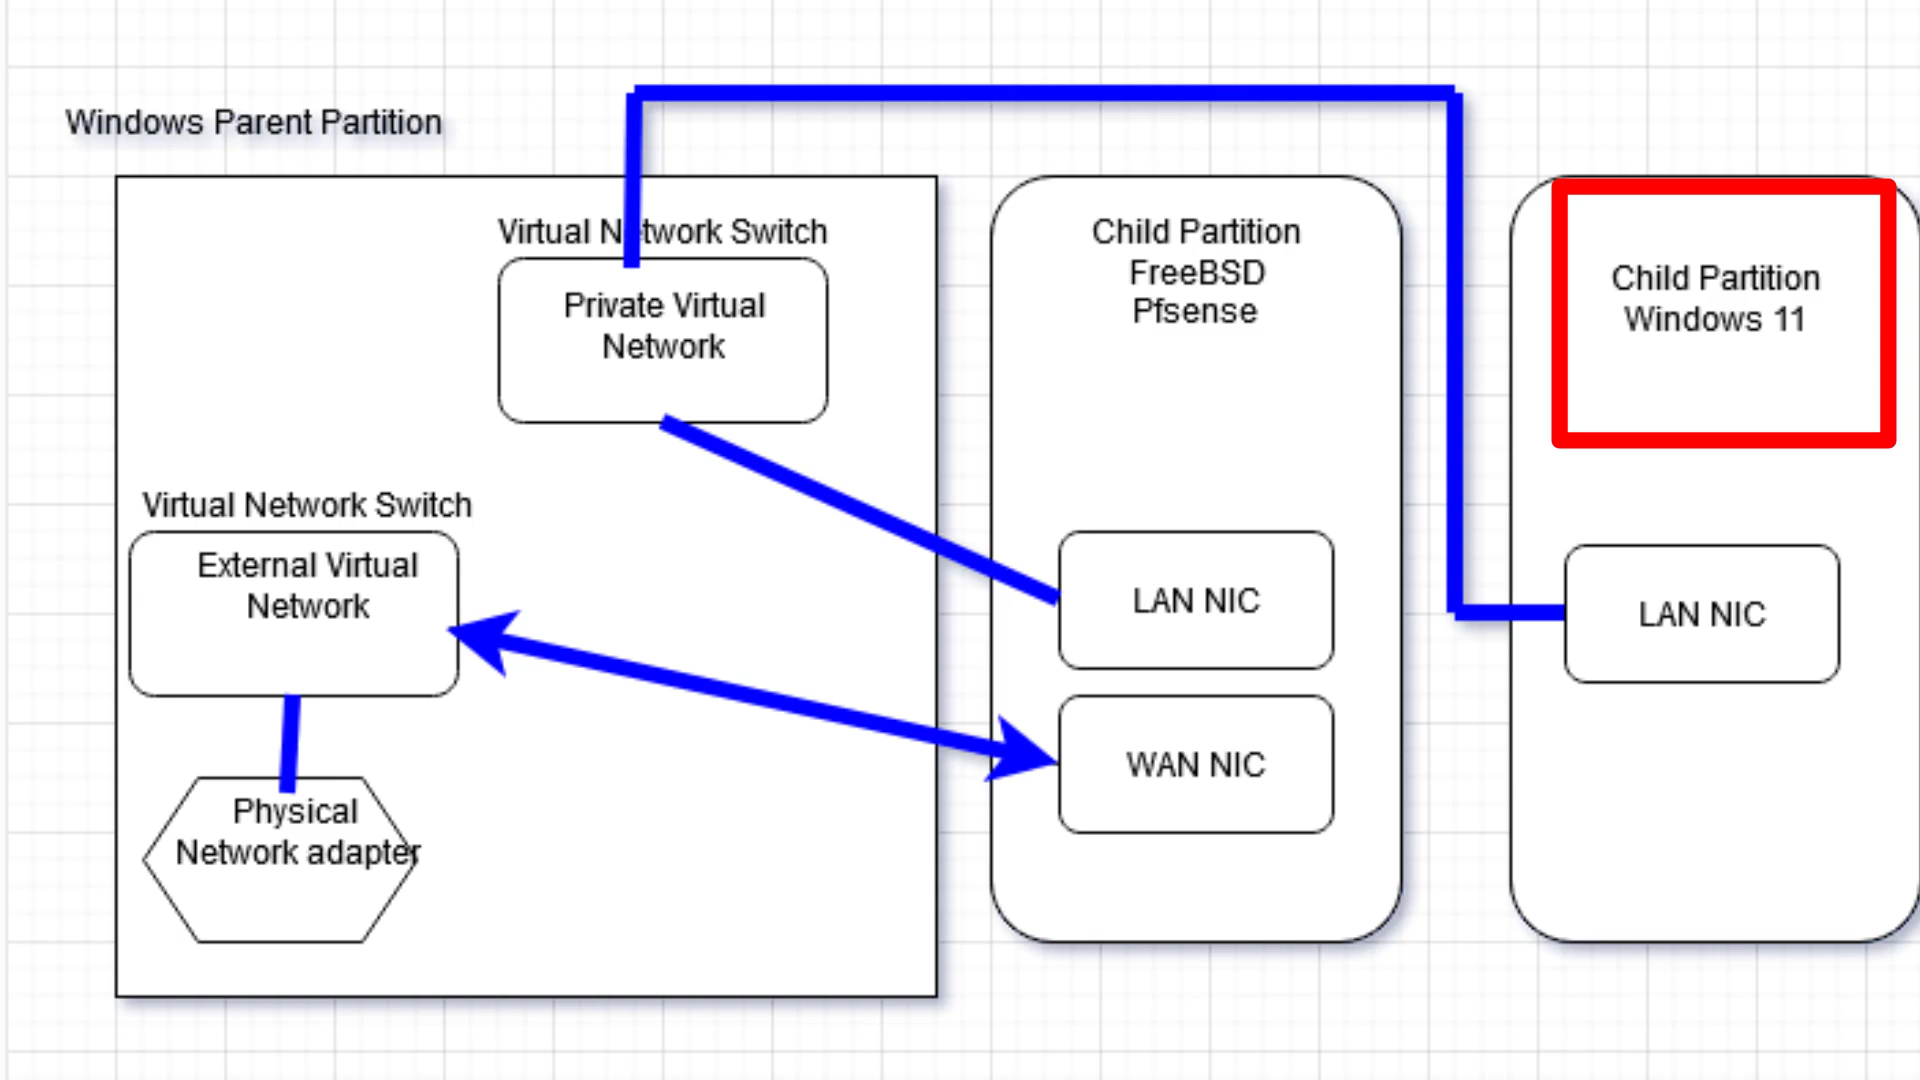 Windows Parent Partition
Virtual Network Switch
Private Virtual
Network
Virtual Network Switch
External Virtual
Network
Physical
Network adapter
Child Partition
FreeBSD
Pfsense
LAN NIC
WAN NIC
Child Partition
Windows 11
LAN NIC